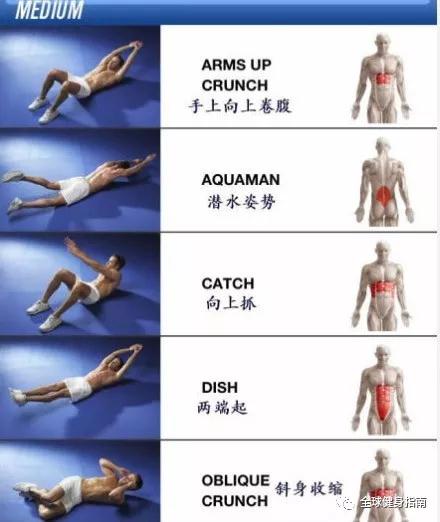 MEDIUM
ARMS UP
CRUNCH
手上向上卷腹
AQUAMAN
潜水姿势
CATCH
向上抓
DISH
两端起
OBLIQUE
CRUNCH
斜身收缩
全球健身指南